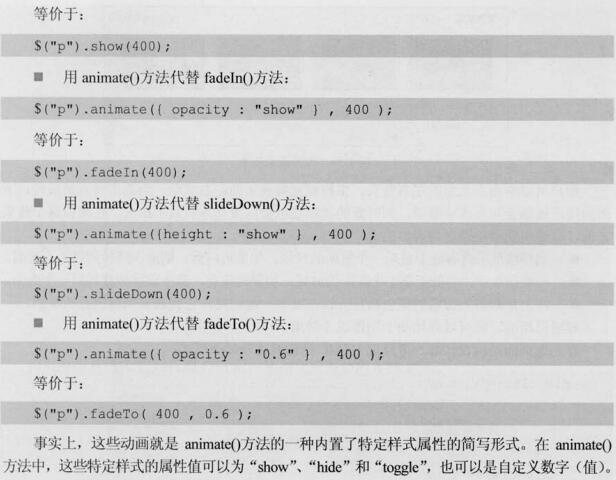 等价于：
$("p").show(400);
■ 用 animate()方法代替 fadeIn()方法：
$("p").animate({ opacity : "show" } , 400 );
等价于：
$("p").fadeIn(400);
■ 用 animate()方法代替 slideDown()方法：
$("p").animate({height : "show" } , 400 );
等价于：
$("p").slideDown(400);
■ 用 animate()方法代替 fadeTo()方法：
$("p").animate({ opacity : "0.6" } , 400 );
等价于：
$("p").fadeTo( 400 , 0.6 );
事实上，这些动画就是 animate()方法的一种内置了特定样式属性的简写形式。在 animate()
方法中，这些特定样式的属性值可以为“show”、“hide”和“toggle”，也可以是自定义数字（值）。